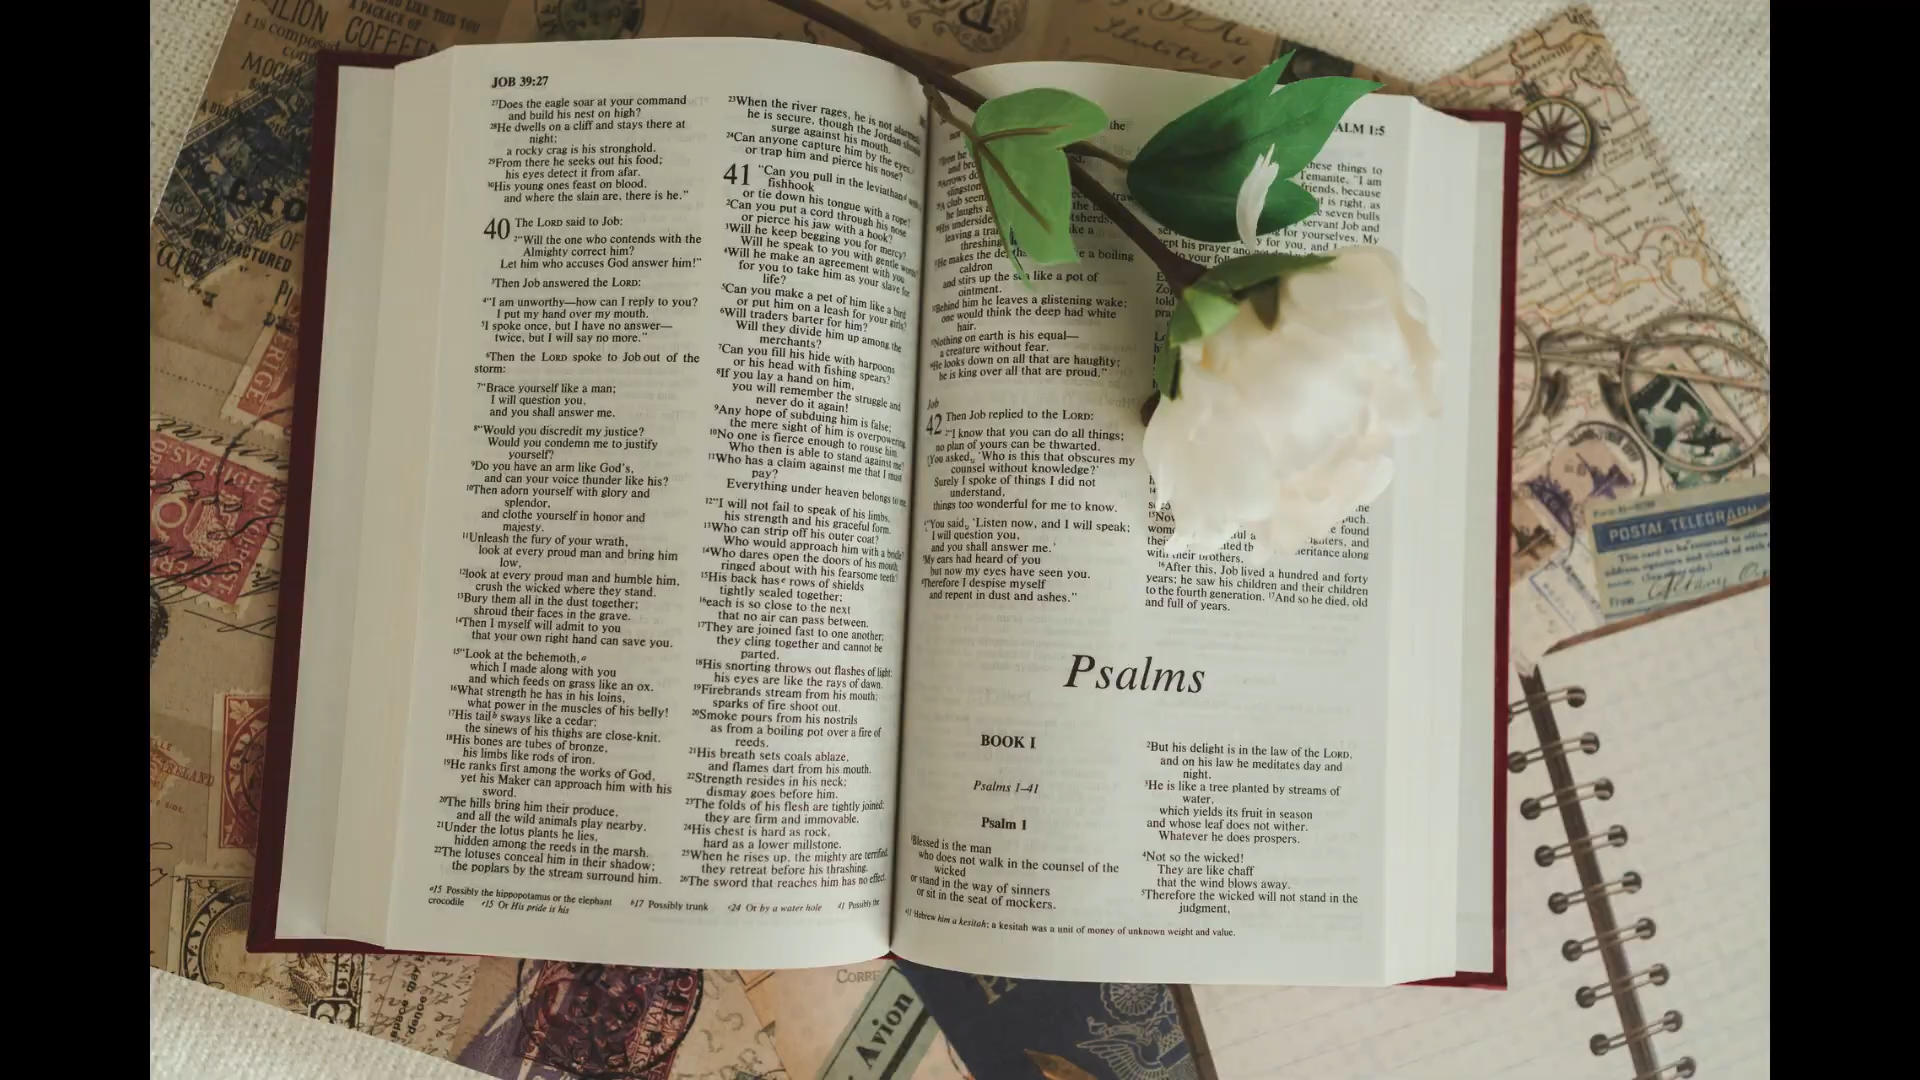 JOB 39:27
²⁷Does the eagle soar at your command
and build his nest on high?
²⁸He dwells on a cliff and stays there at
night;
a rocky crag is his stronghold.
²⁹From there he seeks out his food;
his eyes detect it from afar.
³⁰His young ones feast on blood,
and where the slain are, there is he."
40 The LORD said to Job:
²"Will the one who contends with the
Almighty correct him?
Let him who accuses God answer him!"
³Then Job answered the LORD:
⁴"I am unworthy—how can I reply to you?
I put my hand over my mouth.
⁵I spoke once, but I have no answer—
twice, but I will say no more."
⁶Then the LORD spoke to Job out of the
storm:
⁷"Brace yourself like a man;
I will question you,
and you shall answer me.
⁸"Would you discredit my justice?
Would you condemn me to justify
yourself?
⁹Do you have an arm like God's,
and can your voice thunder like his?
¹⁰Then adorn yourself with glory and
splendor,
and clothe yourself in honor and
majesty.
¹¹Unleash the fury of your wrath,
look at every proud man and bring him
low,
¹²look at every proud man and humble him,
crush the wicked where they stand.
¹³Bury them all in the dust together;
shroud their faces in the grave.
¹⁴Then I myself will admit to you
that your own right hand can save you.
¹⁵"Look at the behemoth,ᵃ
which I made along with you
and which feeds on grass like an ox.
¹⁶What strength he has in his loins,
what power in the muscles of his belly!
¹⁷His tailᵇ sways like a cedar;
the sinews of his thighs are close-knit.
¹⁸His bones are tubes of bronze,
his limbs like rods of iron.
¹⁹He ranks first among the works of God,
yet his Maker can approach him with his
sword.
²⁰The hills bring him their produce,
and all the wild animals play nearby.
²¹Under the lotus plants he lies,
hidden among the reeds in the marsh.
²²The lotuses conceal him in their shadow;
the poplars by the stream surround him.
²³When the river rages, he is not alarmed
he is secure, though the Jordan should
surge against his mouth.
²⁴Can anyone capture him by the eyes,
or trap him and pierce his nose?
41 "Can you pull in the leviathan
fishhook
or tie down his tongue with a rope?
²Can you put a cord through his nose
or pierce his jaw with a hook?
³Will he keep begging you for mercy?
Will he speak to you with gentle words
⁴Will he make an agreement with you
for you to take him as your slave for
life?
⁵Can you make a pet of him like a bird
or put him on a leash for your girls?
⁶Will traders barter for him?
Will they divide him up among the
merchants?
⁷Can you fill his hide with harpoons
or his head with fishing spears?
⁸If you lay a hand on him,
you will remember the struggle and
never do it again!
⁹Any hope of subduing him is false;
the mere sight of him is overpowering
¹⁰No one is fierce enough to rouse him.
Who then is able to stand against me?
¹¹Who has a claim against me that I must
pay?
Everything under heaven belongs to me.
¹²"I will not fail to speak of his limbs,
his strength and his graceful form.
¹³Who can strip off his outer coat?
Who would approach him with a bridle
¹⁴Who dares open the doors of his mouth,
ringed about with his fearsome teeth
¹⁵His back has rows of shields
tightly sealed together;
¹⁶each is so close to the next
that no air can pass between.
¹⁷They are joined fast to one another;
they cling together and cannot be
parted.
¹⁸His snorting throws out flashes of light;
his eyes are like the rays of dawn.
¹⁹Firebrands stream from his mouth;
sparks of fire shoot out.
²⁰Smoke pours from his nostrils
as from a boiling pot over a fire of
reeds.
²¹His breath sets coals ablaze,
and flames dart from his mouth.
²²Strength resides in his neck;
dismay goes before him.
²³The folds of his flesh are tightly joined;
they are firm and immovable.
²⁴His chest is hard as rock,
hard as a lower millstone.
²⁵When he rises up, the mighty are terrified
they retreat before his thrashing.
²⁶The sword that reaches him has no effect,
ᵃ15 Possibly the hippopotamus or the elephant ᵇ17 Possibly trunk ᶜ24 Or by a water hole 41 Possibly the
crocodile 15 Or His pride is his
the
leaving a
threshing
He makes the de a boiling
caldron
and stirs up the sea like a pot of
ointment.
Behind him he leaves a glistening wake;
one would think the deep had white
hair.
Nothing on earth is his equal—
a creature without fear.
He looks down on all that are haughty;
he is king over all that are proud."
Job
42 Then Job replied to the LORD:
²"I know that you can do all things;
no plan of yours can be thwarted.
You asked, 'Who is this that obscures my
counsel without knowledge?'
Surely I spoke of things I did not
understand,
things too wonderful for me to know.
"You said, 'Listen now, and I will speak;
I will question you,
and you shall answer me.'
My ears had heard of you
but now my eyes have seen you.
Therefore I despise myself
and repent in dust and ashes."
ALM 1:5
these things to
Temanite, "I am
friends, because
is right, as
seven bulls
servant Job and
for yourselves. My
his prayer and
to your
found
and
with their brothers.
¹⁶After this, Job lived a hundred and forty
years; he saw his children and their children
to the fourth generation. ¹⁷And so he died, old
and full of years.
Psalms
BOOK I
Psalms 1–41
Psalm 1
¹Blessed is the man
who does not walk in the counsel of the
wicked
or stand in the way of sinners
or sit in the seat of mockers.
²But his delight is in the law of the LORD,
and on his law he meditates day and
night.
³He is like a tree planted by streams of
water,
which yields its fruit in season
and whose leaf does not wither.
Whatever he does prospers.
⁴Not so the wicked!
They are like chaff
that the wind blows away.
⁵Therefore the wicked will not stand in the
judgment,
11 Hebrew him a kesitah; a kesitah was a unit of money of unknown weight and value.
A PACKAGE OF
COFFEE
MOCHA
POSTAL TELEGRAPH
Avion